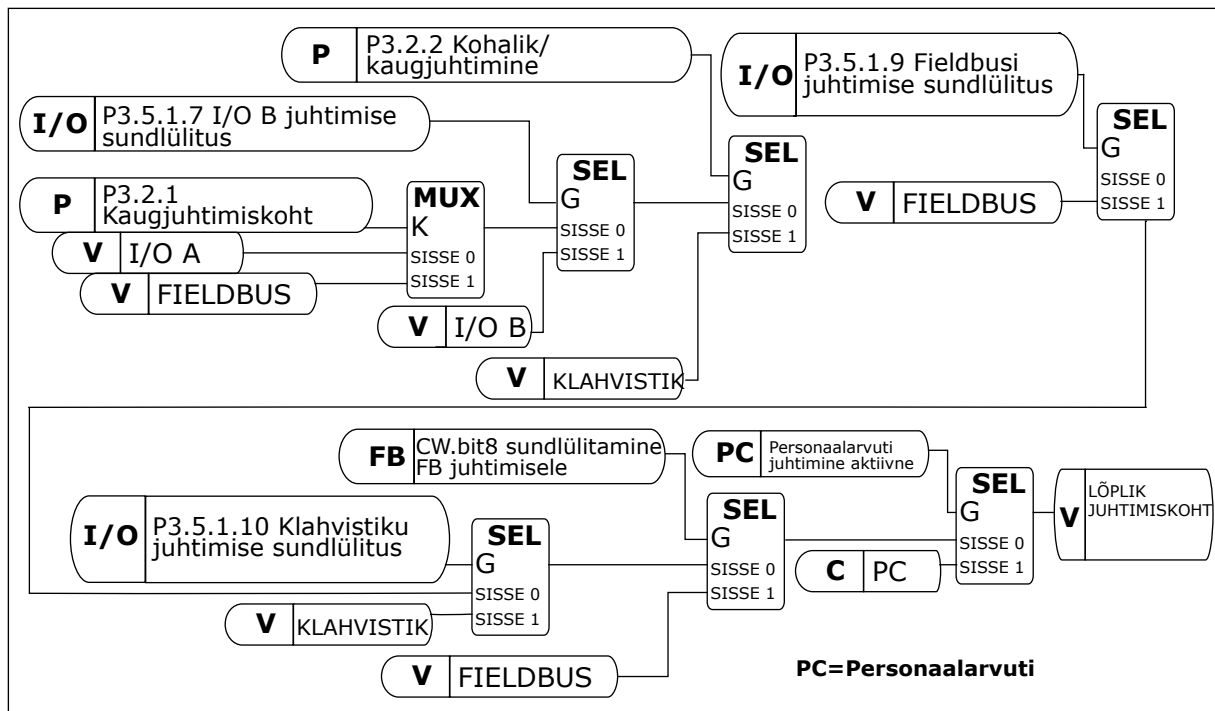 P
P3.2.2 Kohalik/
kaugjuhtimine
I/O
P3.5.1.9 Fieldbusi
juhtimise sundlülitus
I/O
P3.5.1.7 I/O B juhtimise
sundlülitus
SEL
G
SISSE 0
SISSE 1
SEL
G
SISSE 0
SISSE 1
SEL
G
SISSE 0
SISSE 1
MUX
K
SISSE 0
SISSE 1
P
P3.2.1
Kaugjuhtimiskoht
V
FIELDBUS
V
I/O A
V
FIELDBUS
V
I/O B
V
KLAHVISTIK
FB
CW.bit8 sundlülitamine
FB juhtimisele
PC
Personaalarvuti
juhtimine aktiivne
SEL
G
SISSE 0
SISSE 1
V
LÕPLIK
JUHTIMISKOHT
I/O
P3.5.1.10 Klahvistiku
juhtimise sundlülitus
SEL
G
SISSE 0
SISSE 1
SEL
G
SISSE 0
SISSE 1
C
PC
V
KLAHVISTIK
V
FIELDBUS
PC=Personaalarvuti